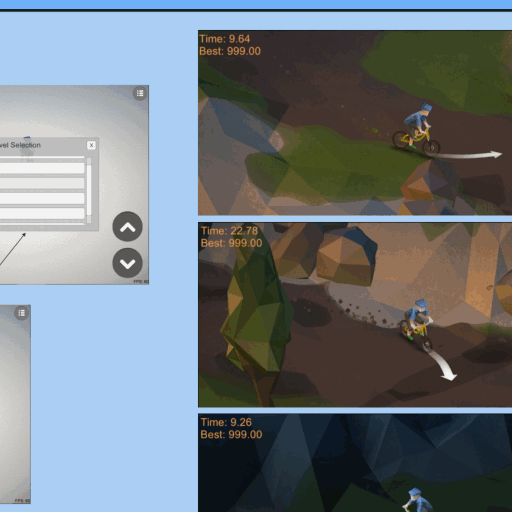 Time: 9.64
Best: 999.00
vel Selection
x
Time: 22.78
Best: 999.00
Time: 9.26
Best: 999.00